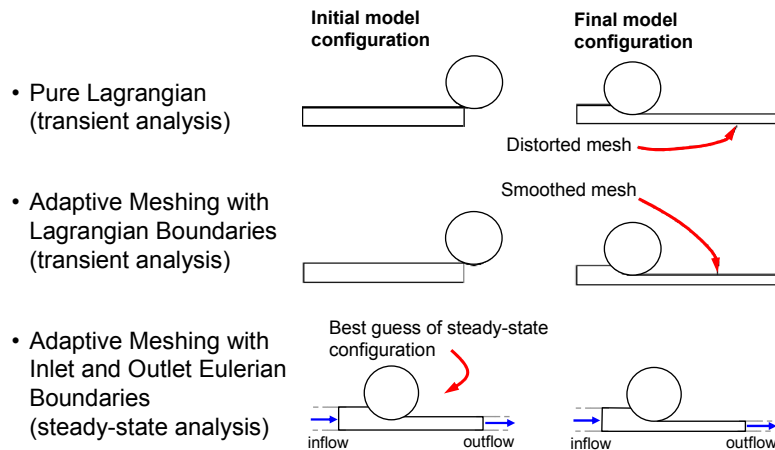 Initial model
configuration
Final model
configuration
• Pure Lagrangian
(transient analysis)
Distorted mesh
• Adaptive Meshing with
Lagrangian Boundaries
(transient analysis)
Smoothed mesh
• Adaptive Meshing with
Inlet and Outlet Eulerian
Boundaries
(steady-state analysis)
Best guess of steady-state
configuration
inflow
outflow
inflow
outflow